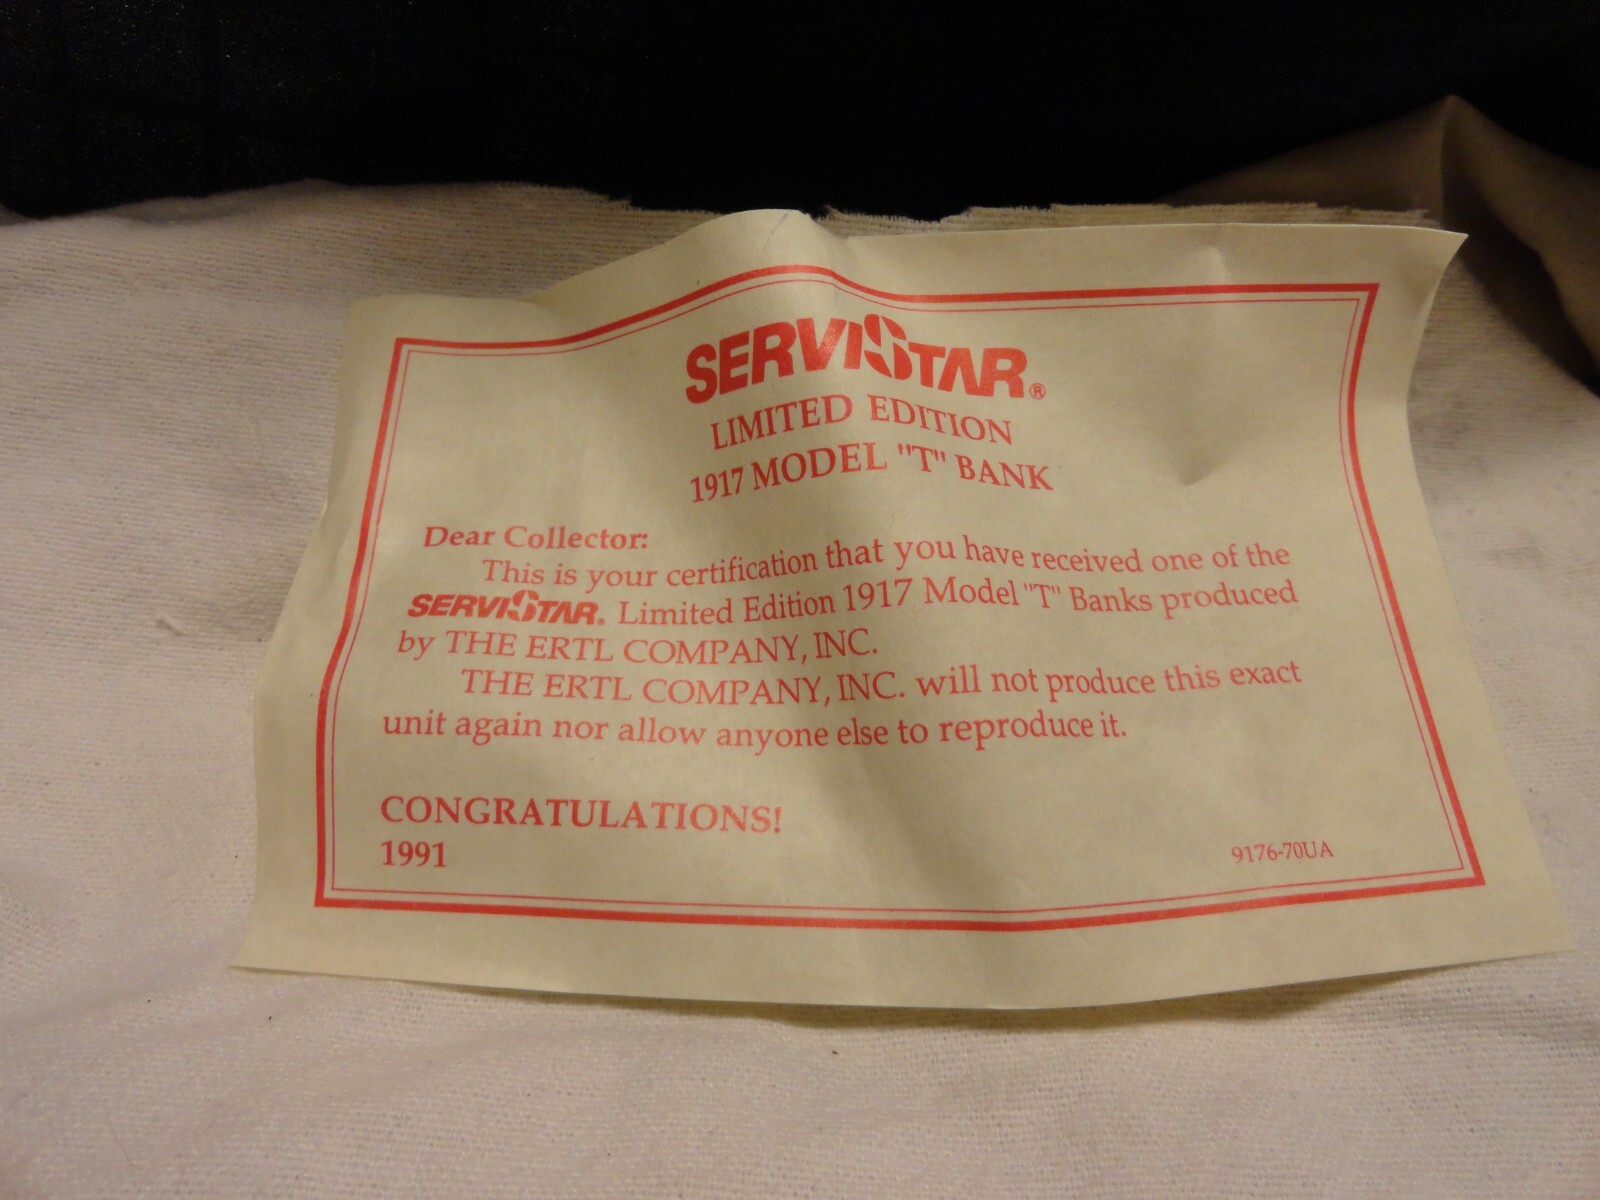 SERVISTAR®
LIMITED EDITION
1917 MODEL "T" BANK
Dear Collector:
This is your certification that you have received one of the
SERVISTAR® Limited Edition 1917 Model "T" Banks produced
by THE ERTL COMPANY, INC.
THE ERTL COMPANY, INC. will not produce this exact
unit again nor allow anyone else to reproduce it.
CONGRATULATIONS!
1991
9176-70UA